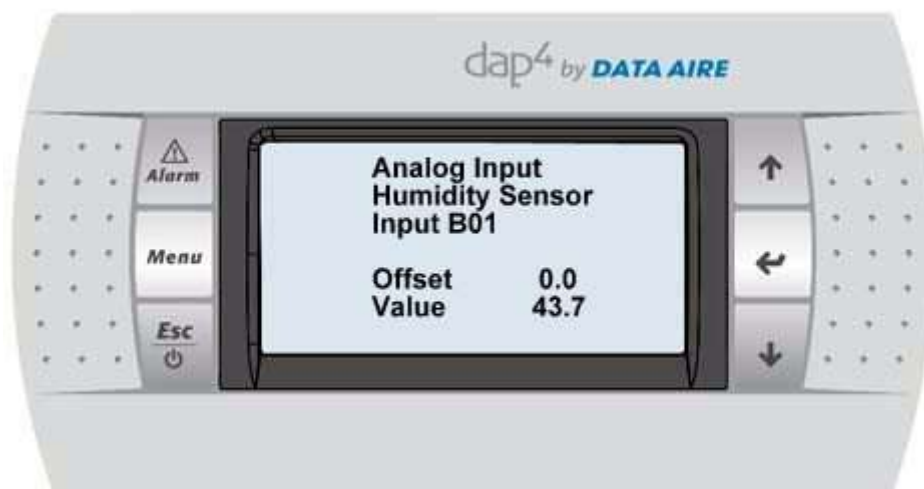 dap4 by DATA AIRE
Alarm
Menu
Esc
Analog Input
Humidity Sensor
Input B01
Offset 0.0
Value 43.7